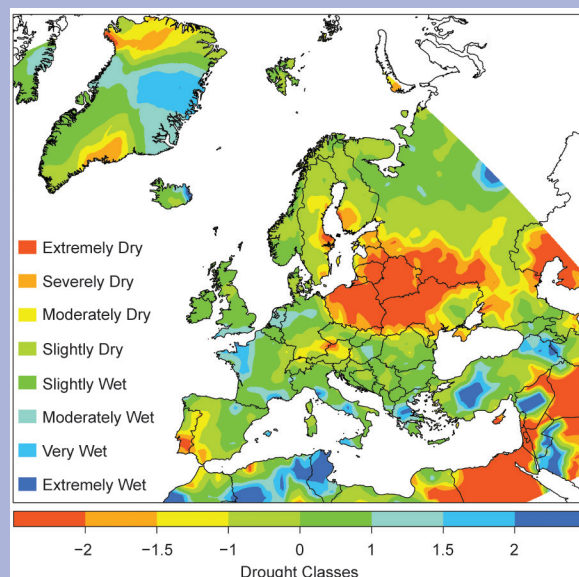 Extremely Dry
Severely Dry
Moderately Dry
Slightly Dry
Slightly Wet
Moderately Wet
Very Wet
Extremely Wet
−2 −1.5 −1 0 1 1.5 2
Drought Classes